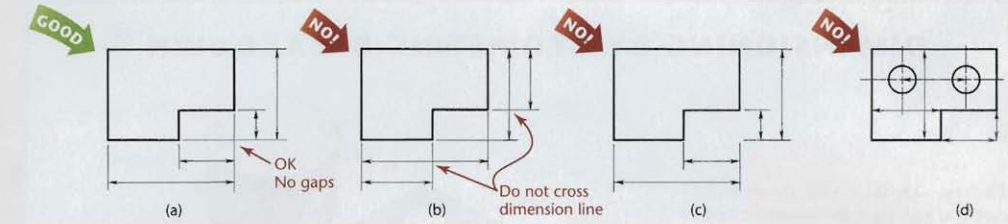 GOOD
NO!
NO!
NO!
OK
No gaps
Do not cross
dimension line
(a)
(b)
(c)
(d)